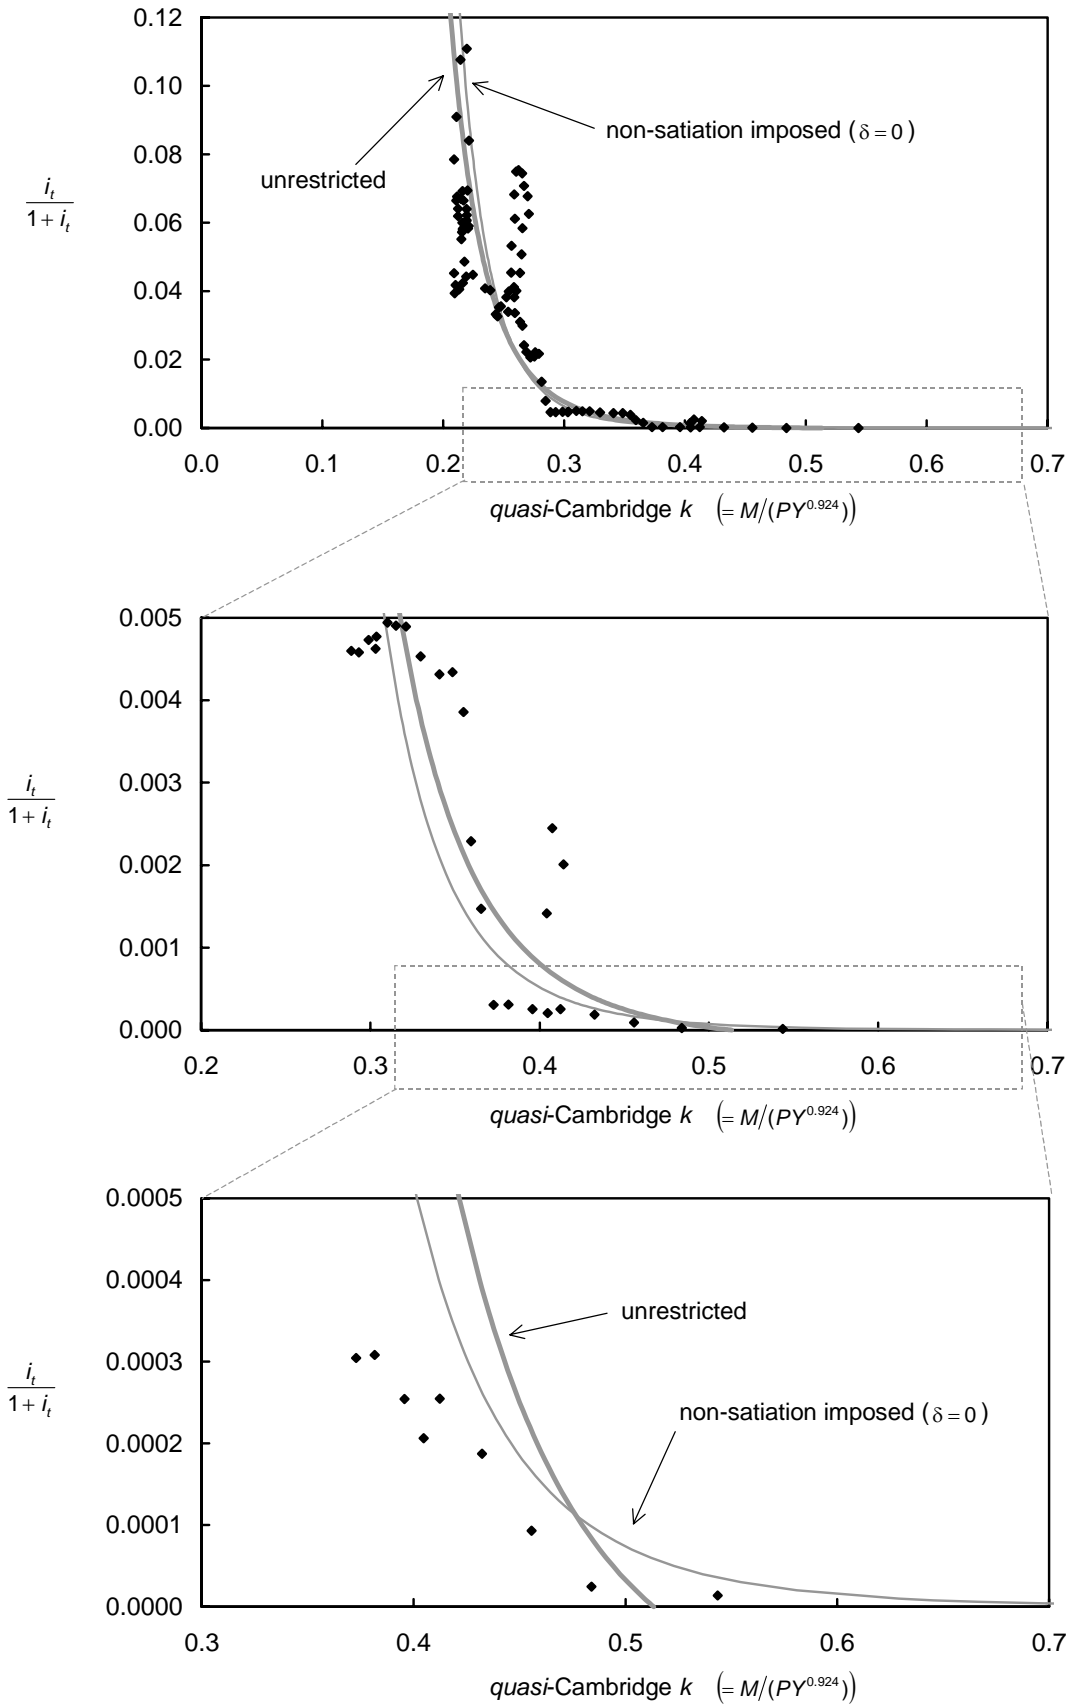 0.12
0.10
0.08
0.06
0.04
0.02
0.00
i_t / 1 + i_t
unrestricted
non-satiation imposed ( δ = 0 )
0.0 0.1 0.2 0.3 0.4 0.5 0.6 0.7
quasi-Cambridge k (= M/(PY^0.924))
0.005
0.004
0.003
0.002
0.001
0.000
i_t / 1 + i_t
0.2 0.3 0.4 0.5 0.6 0.7
quasi-Cambridge k (= M/(PY^0.924))
0.0005
0.0004
0.0003
0.0002
0.0001
0.0000
i_t / 1 + i_t
unrestricted
non-satiation imposed ( δ = 0 )
0.3 0.4 0.5 0.6 0.7
quasi-Cambridge k (= M/(PY^0.924))